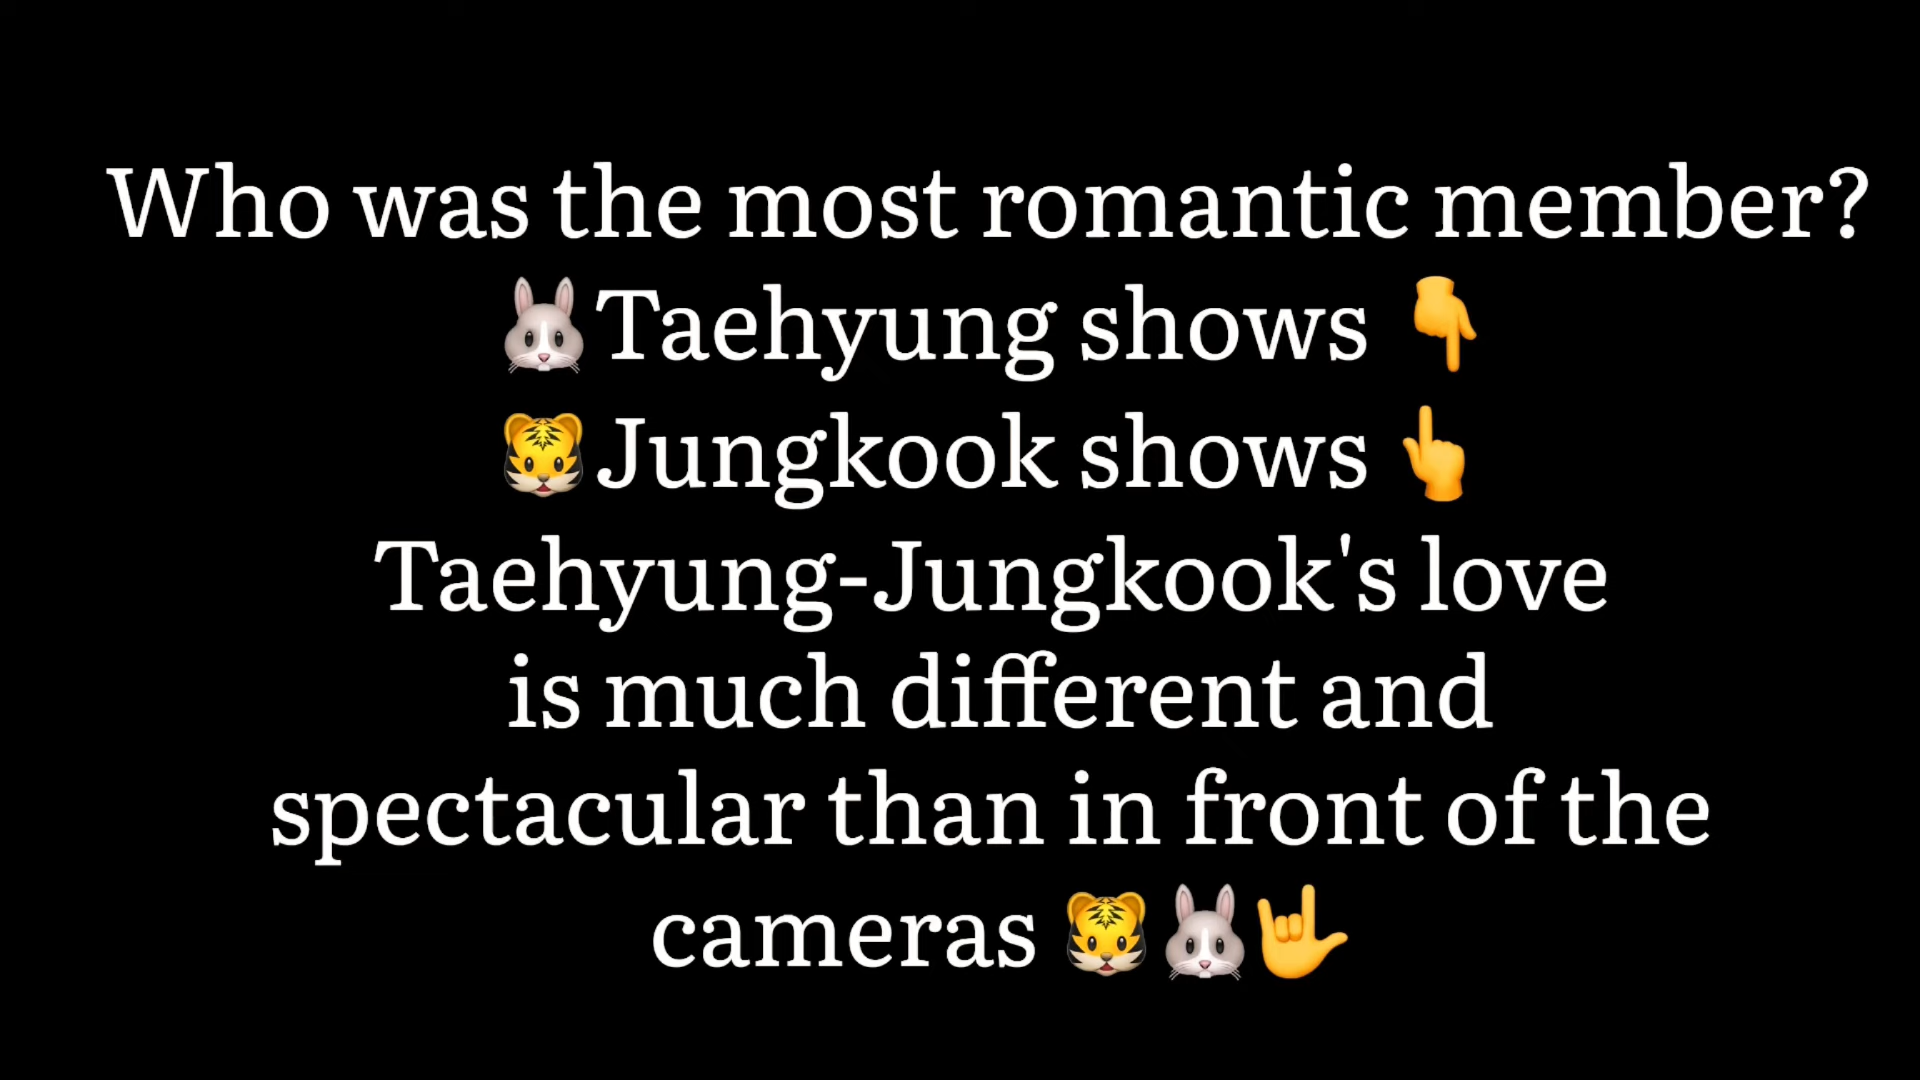 Who was the most romantic member?
🐰Taehyung shows 👇
🐯Jungkook shows 👆
Taehyung-Jungkook's love
is much different and
spectacular than in front of the
cameras 🐯🐰🤟